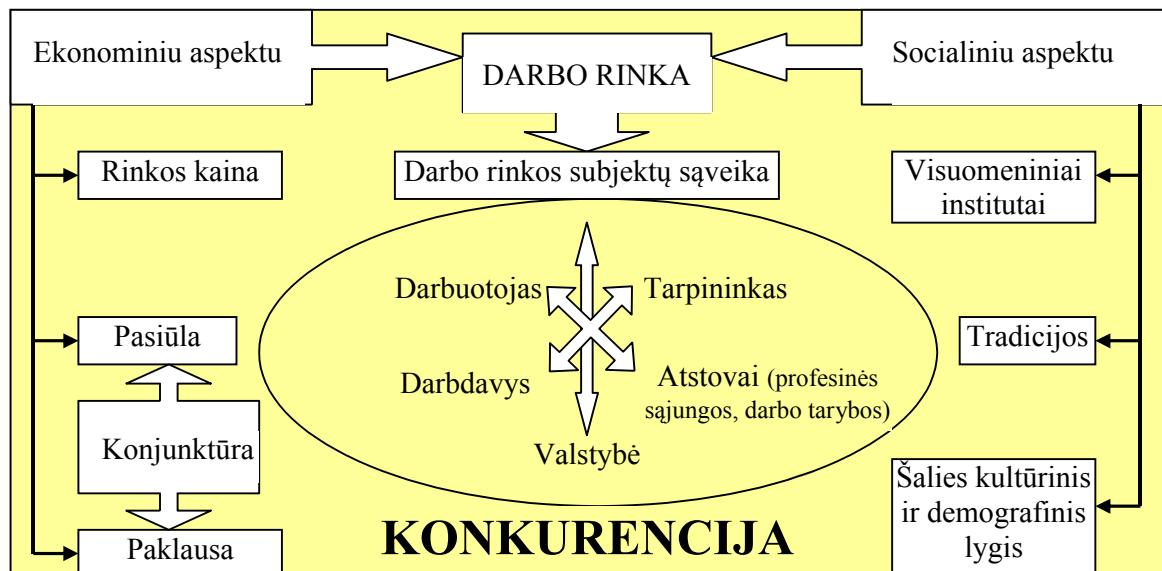 Ekonominiu aspektu
DARBO RINKA
Socialiniu aspektu
Rinkos kaina
Darbo rinkos subjektų sąveika
Visuomeniniai
institutai
Darbuotojas
Tarpininkas
Pasiūla
Tradicijos
Darbdavys
Atstovai (profesinės
sąjungos, darbo tarybos)
Konjunktūra
Valstybė
Šalies kultūrinis
ir demografinis
lygis
Paklausa
KONKURENCIJA